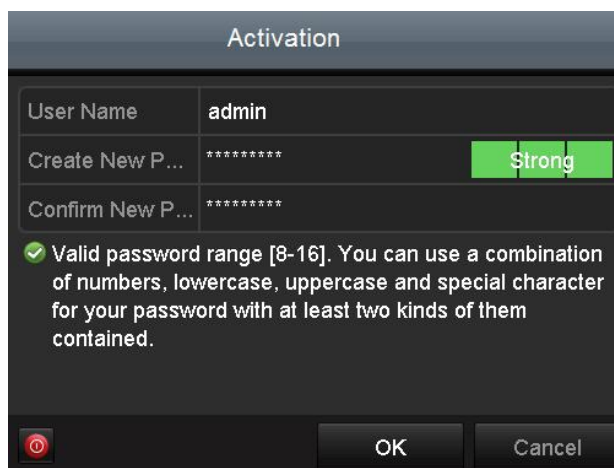 Activation
User Name admin
Create New P... ********* Strong
Confirm New P... *********
Valid password range [8-16]. You can use a combination
of numbers, lowercase, uppercase and special character
for your password with at least two kinds of them
contained.
OK Cancel